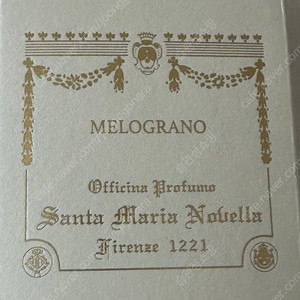 MELOGRANO
Officina Profumo
Santa Maria Novella
Firenze 1221